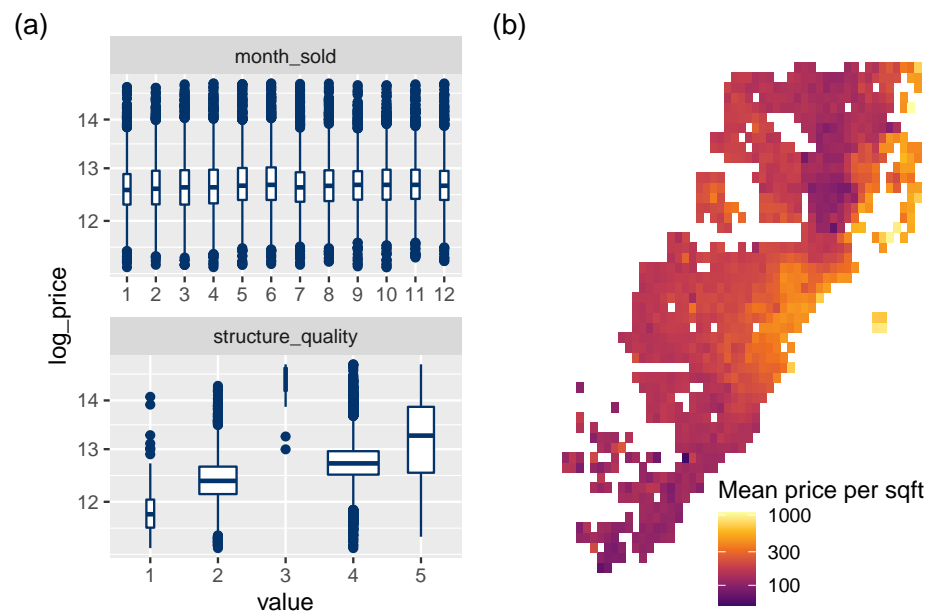 (a)
month_sold
14
13
12
1 2 3 4 5 6 7 8 9 10 11 12
log_price
structure_quality
14
13
12
1 2 3 4 5
value
(b)
Mean price per sqft
1000
300
100